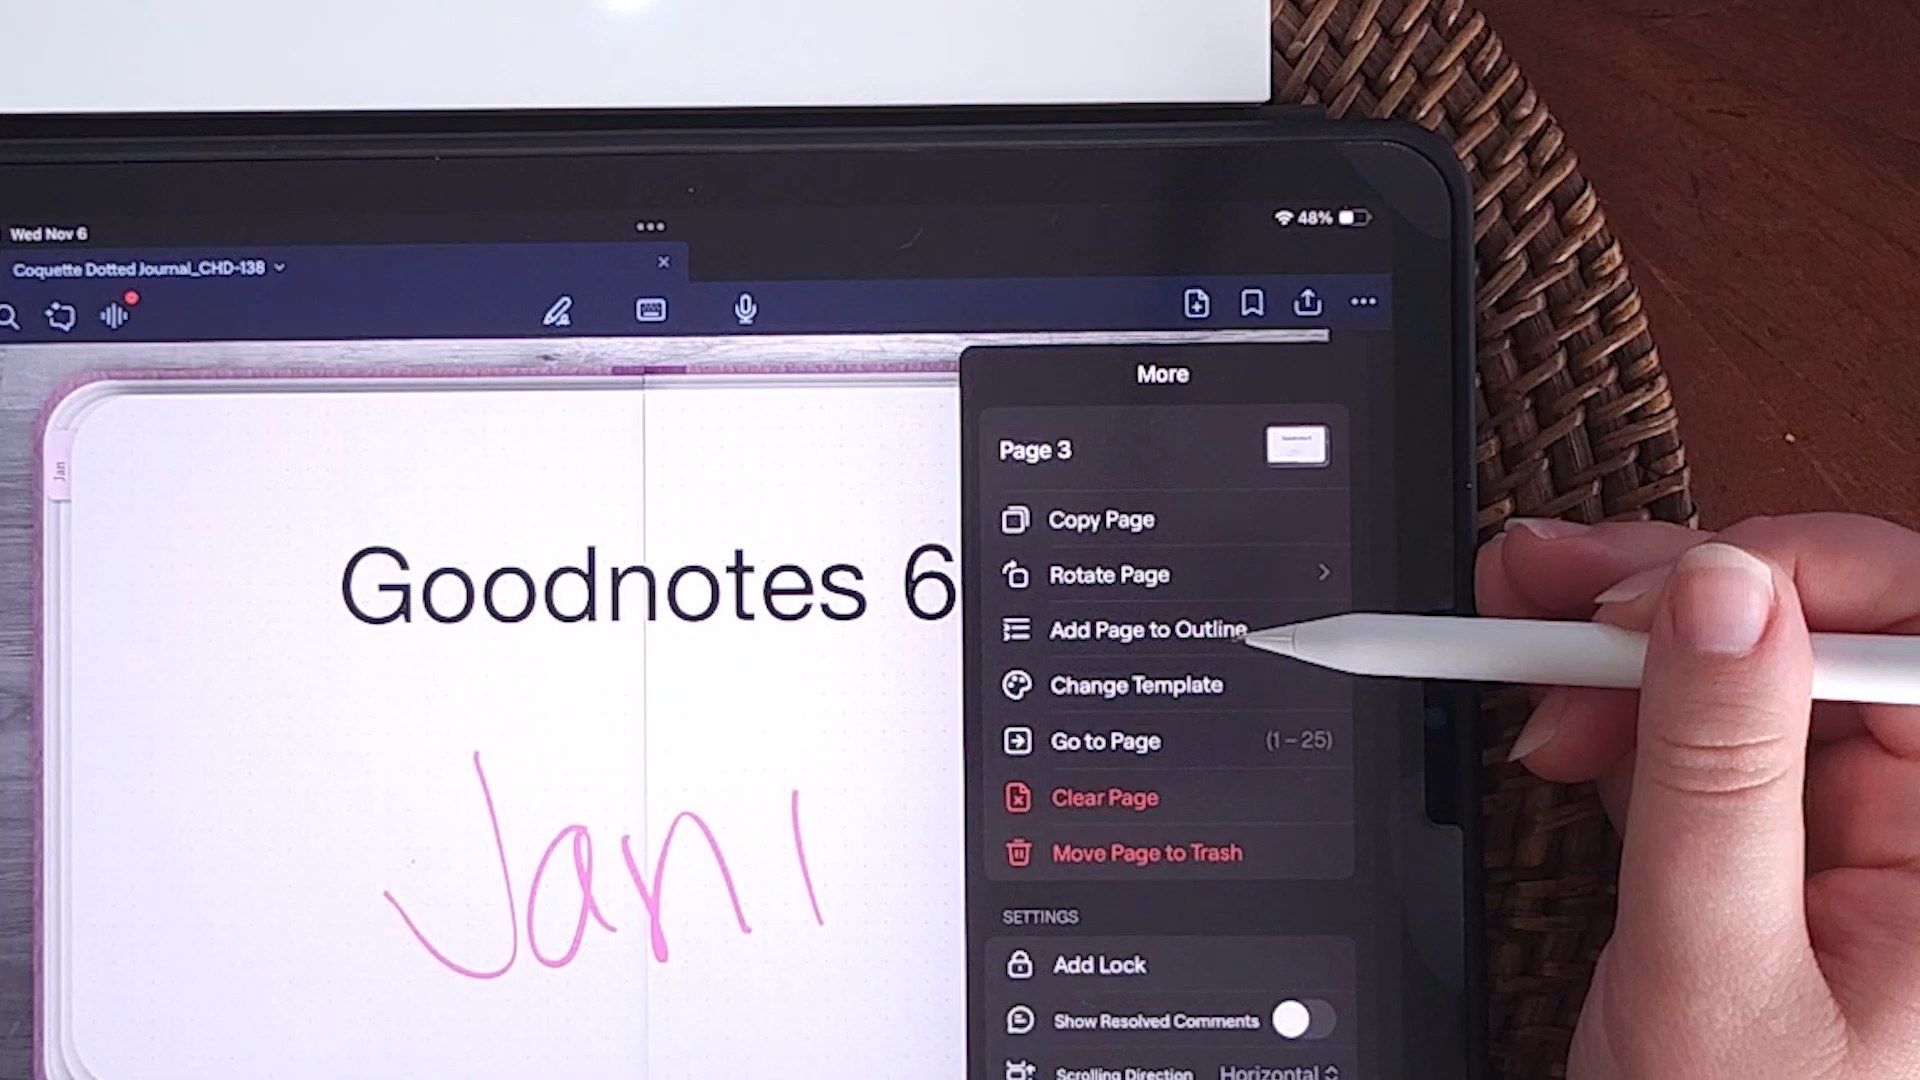 Wed Nov 6
48%
Coquette Dotted Journal_CHD-138
More
Page 3
Jan
Copy Page
Goodnotes 6
Rotate Page
Add Page to Outline
Change Template
Go to Page (1 – 25)
Jan 1
Clear Page
Move Page to Trash
SETTINGS
Add Lock
Show Resolved Comments
Scrolling Direction Horizontal